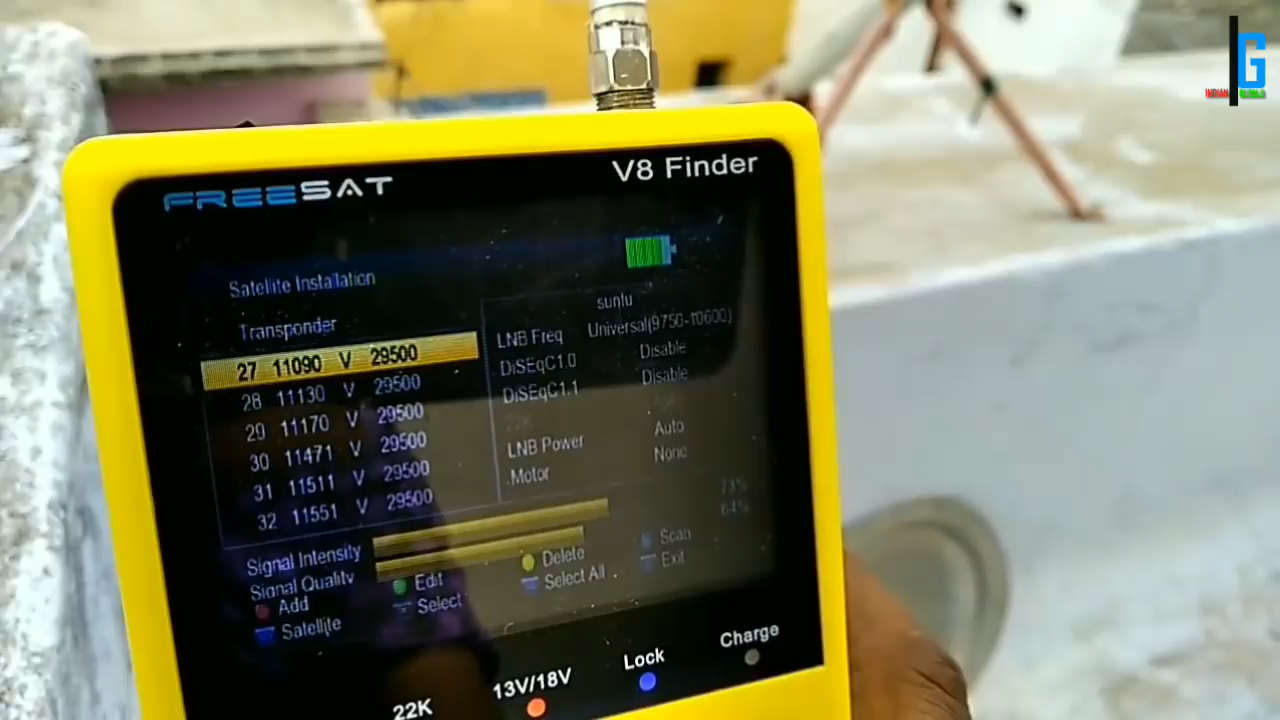 INDIAN
G
FREESAT
V8 Finder
Satellite Installation
Transponder
27 11090 V 29500
28 11130 V 29500
29 11170 V 29500
30 11471 V 29500
31 11511 V 29500
32 11551 V 29500
suntu
LNB Freq Universal(9750-10600)
DiSEqC1.0 Disable
DiSEqC1.1 Disable
LNB Power Auto
Motor None
Signal Intensity 73%
Signal Quality 64%
Add Edit Delete Scan
Satellite Select Select All Exit
22K 13V/18V Lock Charge